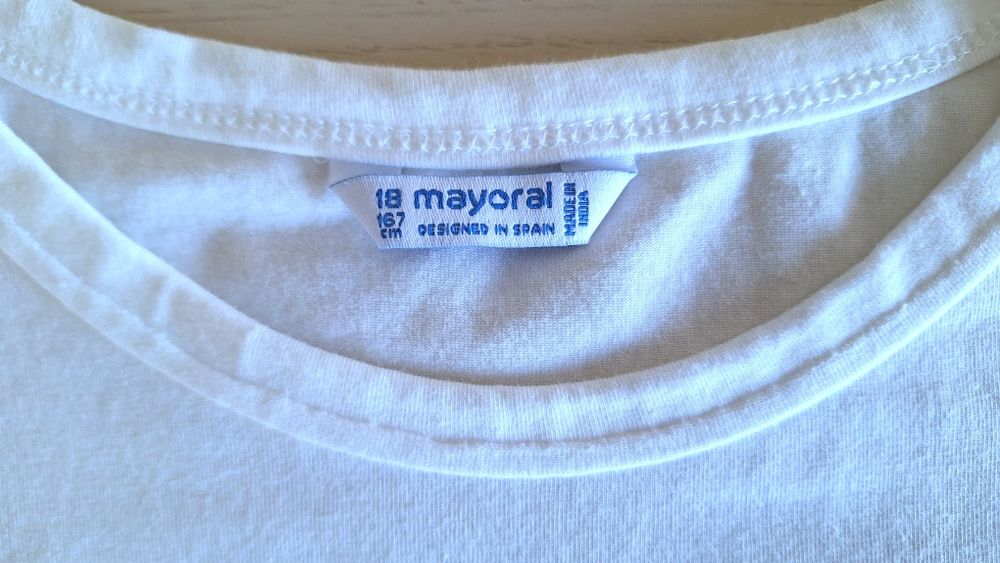 18 mayoral
167
cm DESIGNED IN SPAIN
MADE IN
INDIA